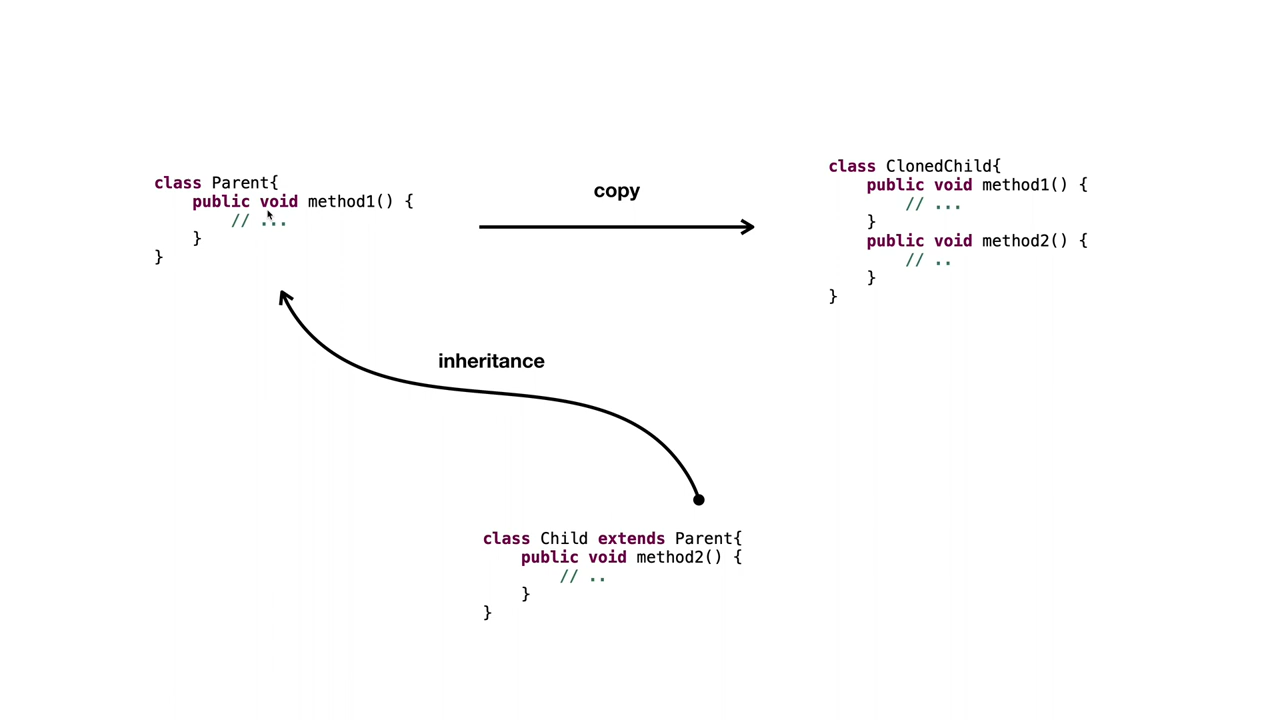 class Parent{
    public void method1() {
        // ...
    }
}
copy
class ClonedChild{
    public void method1() {
        // ...
    }
    public void method2() {
        // ..
    }
}
inheritance
class Child extends Parent{
    public void method2() {
        // ..
    }
}